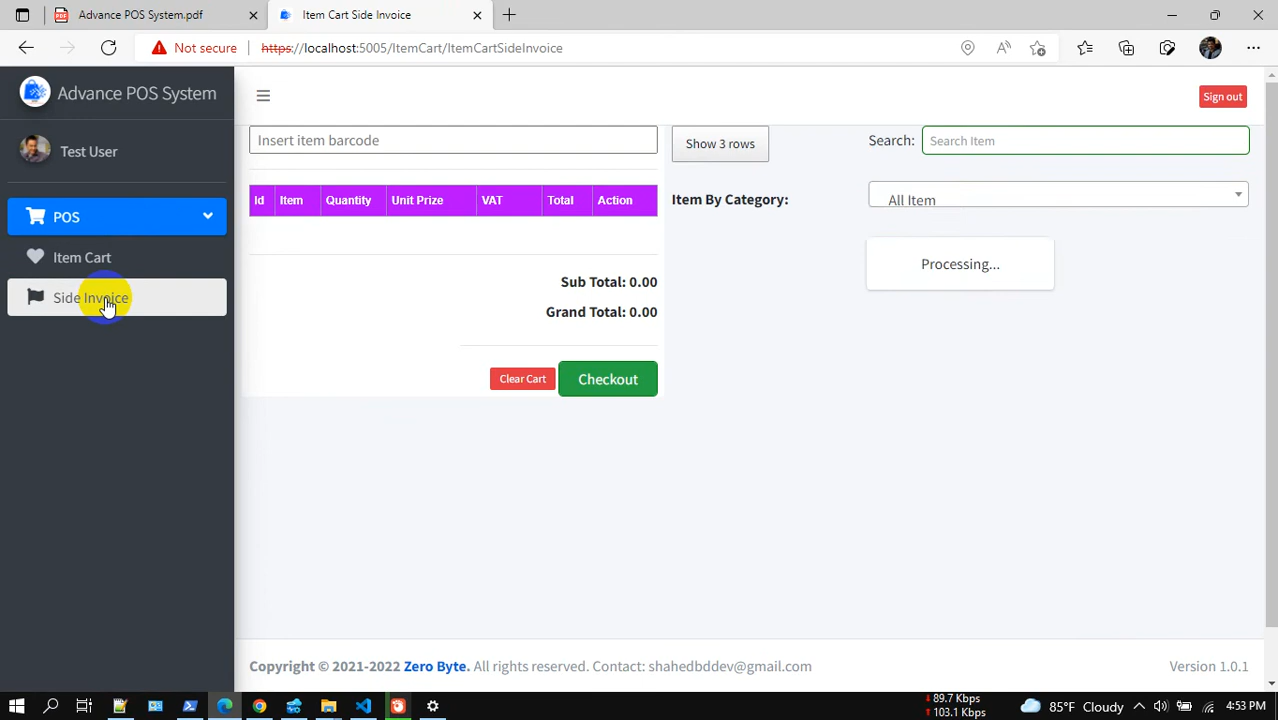 Advance POS System.pdf
Item Cart Side Invoice
Not secure
https://localhost:5005/ItemCart/ItemCartSideInvoice
Advance POS System
Sign out
Test User
POS
Item Cart
Side Invoice
Insert item barcode
Show 3 rows
Search: Search Item
Id Item Quantity Unit Prize VAT Total Action
Item By Category: All Item
Processing...
Sub Total: 0.00
Grand Total: 0.00
Clear Cart Checkout
Copyright © 2021-2022 Zero Byte. All rights reserved. Contact: shahedbddev@gmail.com
Version 1.0.1
89.7 Kbps
103.1 Kbps
85°F Cloudy
4:53 PM